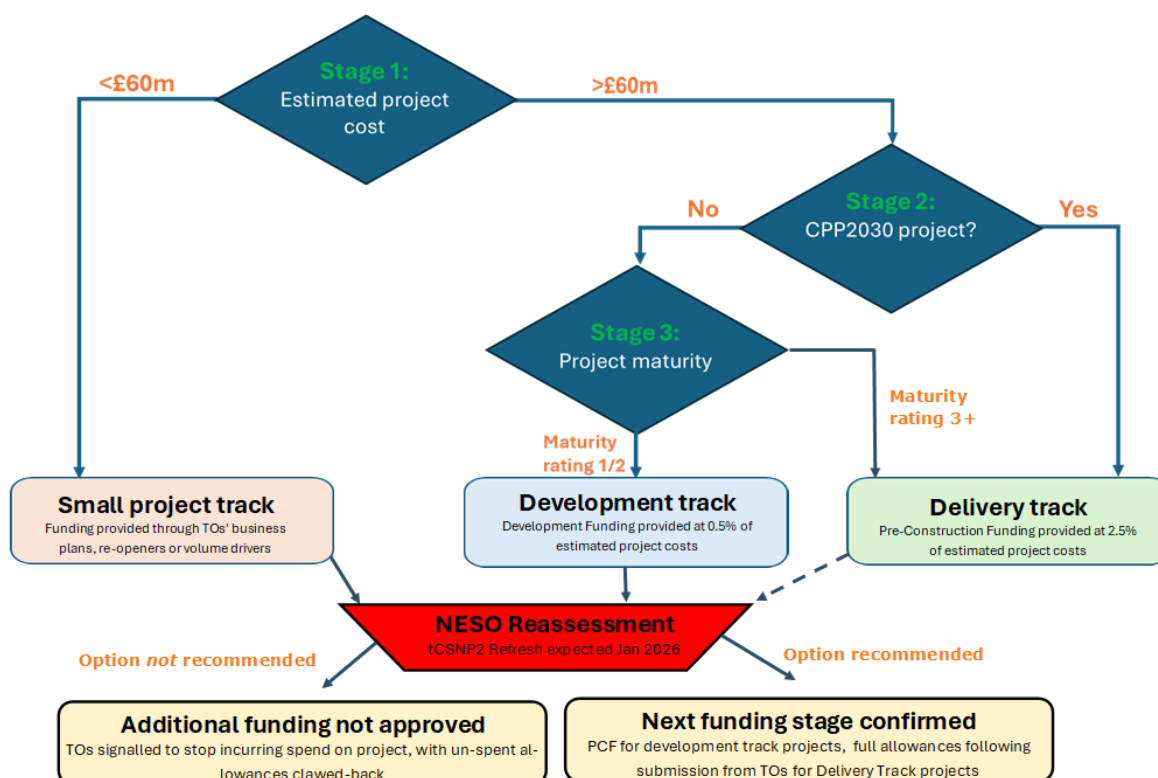 <£60m
Stage 1:
Estimated project
cost
>£60m
No
Stage 2:
CPP2030 project?
Yes
Stage 3:
Project maturity
Maturity
rating 3+
Maturity
rating 1/2
Small project track
Funding provided through TOs' business
plans, re-openers or volume drivers
Development track
Development Funding provided at 0.5% of
estimated project costs
Delivery track
Pre-Construction Funding provided at 2.5%
of estimated project costs
NESO Reassessment
tCSNP2 Refresh expected Jan 2026
Option not recommended
Option recommended
Additional funding not approved
TOs signalled to stop incurring spend on project, with un-spent al-
lowances clawed-back
Next funding stage confirmed
PCF for development track projects, full allowances following
submission from TOs for Delivery Track projects